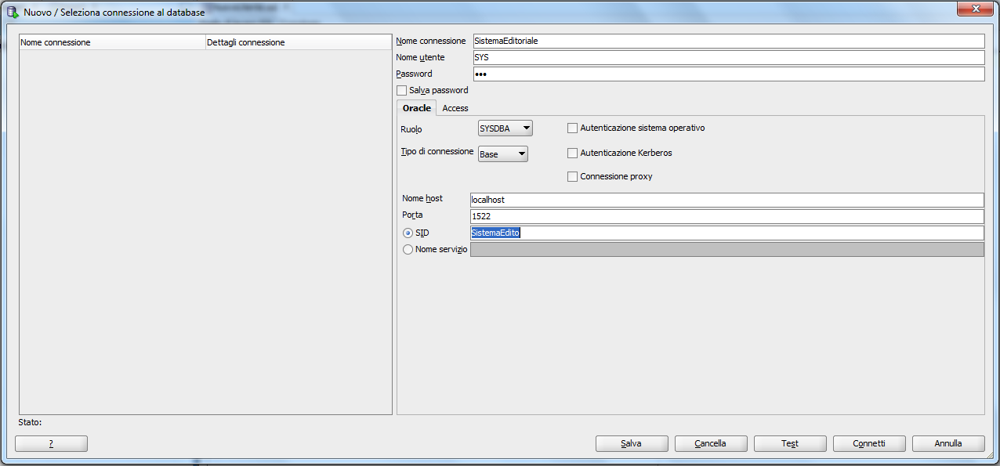 Nuovo / Seleziona connessione al database
Nome connessione Dettagli connessione
Nome connessione SistemaEditoriale
Nome utente SYS
Password •••
Salva password
Oracle Access
Ruolo SYSDBA Autenticazione sistema operativo
Tipo di connessione Base Autenticazione Kerberos
Connessione proxy
Nome host localhost
Porta 1522
SID SistemaEdito
Nome servizio
Stato:
? Salva Cancella Test Connetti Annulla